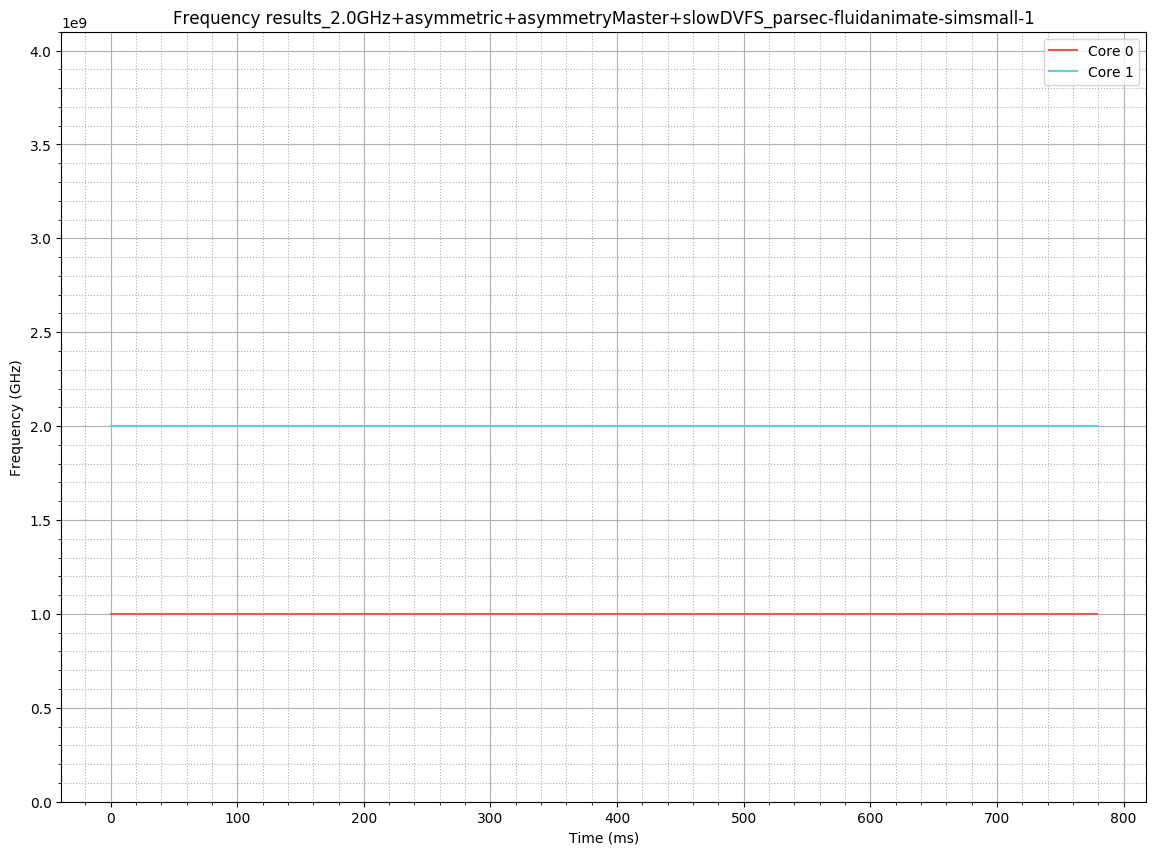 Frequency results_2.0GHz+asymmetric+asymmetryMaster+slowDVFS_parsec-fluidanimate-simsmall-1
1e9
Core 0
Core 1
4.0
3.5
3.0
2.5
2.0
1.5
1.0
0.5
0.0
Frequency (GHz)
0 100 200 300 400 500 600 700 800
Time (ms)